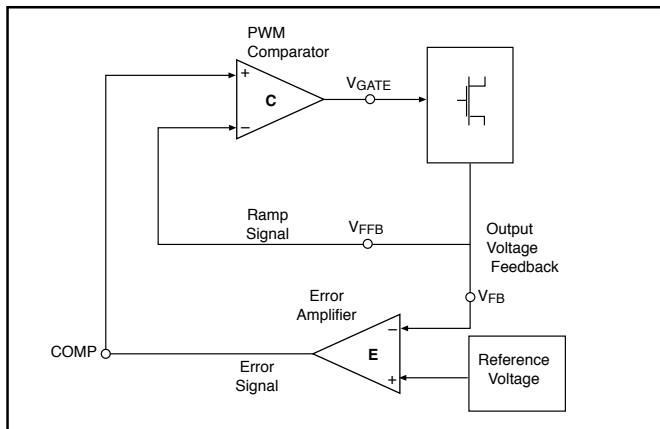 PWM
Comparator
+
C
−
VGATE
Ramp
Signal
VFFB
Output
Voltage
Feedback
VFB
Error
Amplifier
−
E
+
COMP
Error
Signal
Reference
Voltage